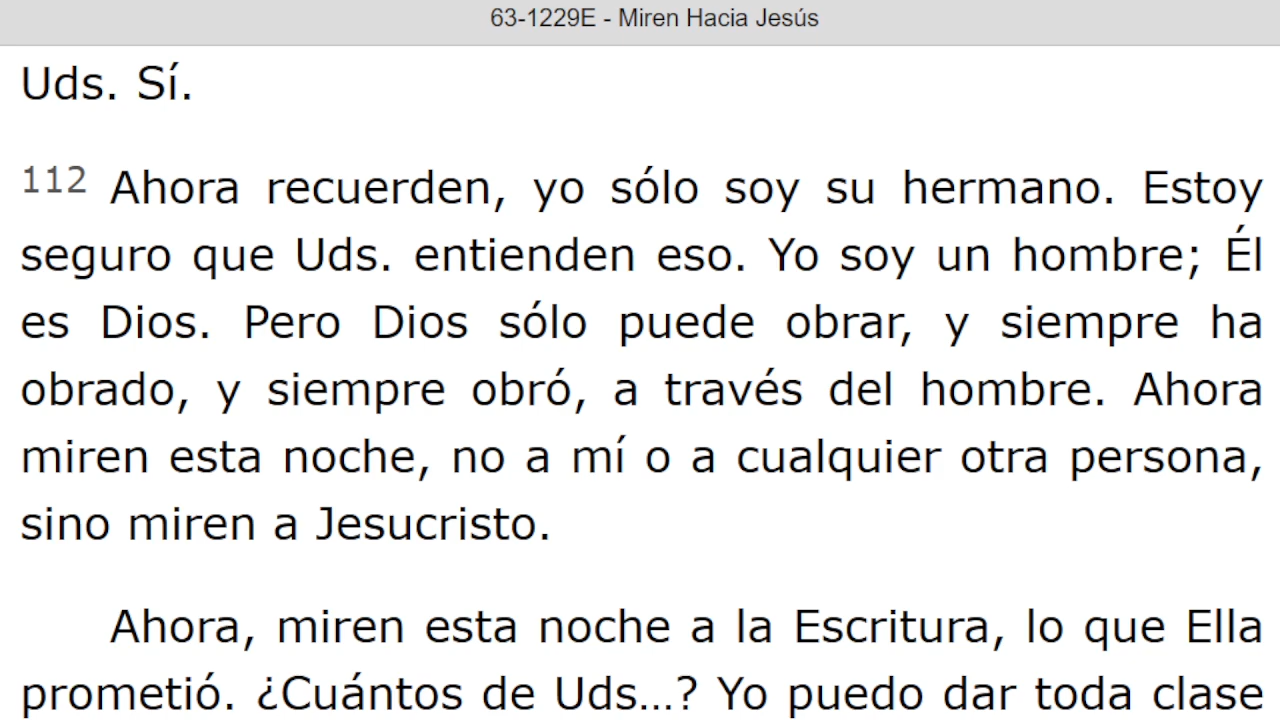 63-1229E - Miren Hacia Jesús
Uds. Sí.
112 Ahora recuerden, yo sólo soy su hermano. Estoy
seguro que Uds. entienden eso. Yo soy un hombre; Él
es Dios. Pero Dios sólo puede obrar, y siempre ha
obrado, y siempre obró, a través del hombre. Ahora
miren esta noche, no a mí o a cualquier otra persona,
sino miren a Jesucristo.
Ahora, miren esta noche a la Escritura, lo que Ella
prometió. ¿Cuántos de Uds...? Yo puedo dar toda clase